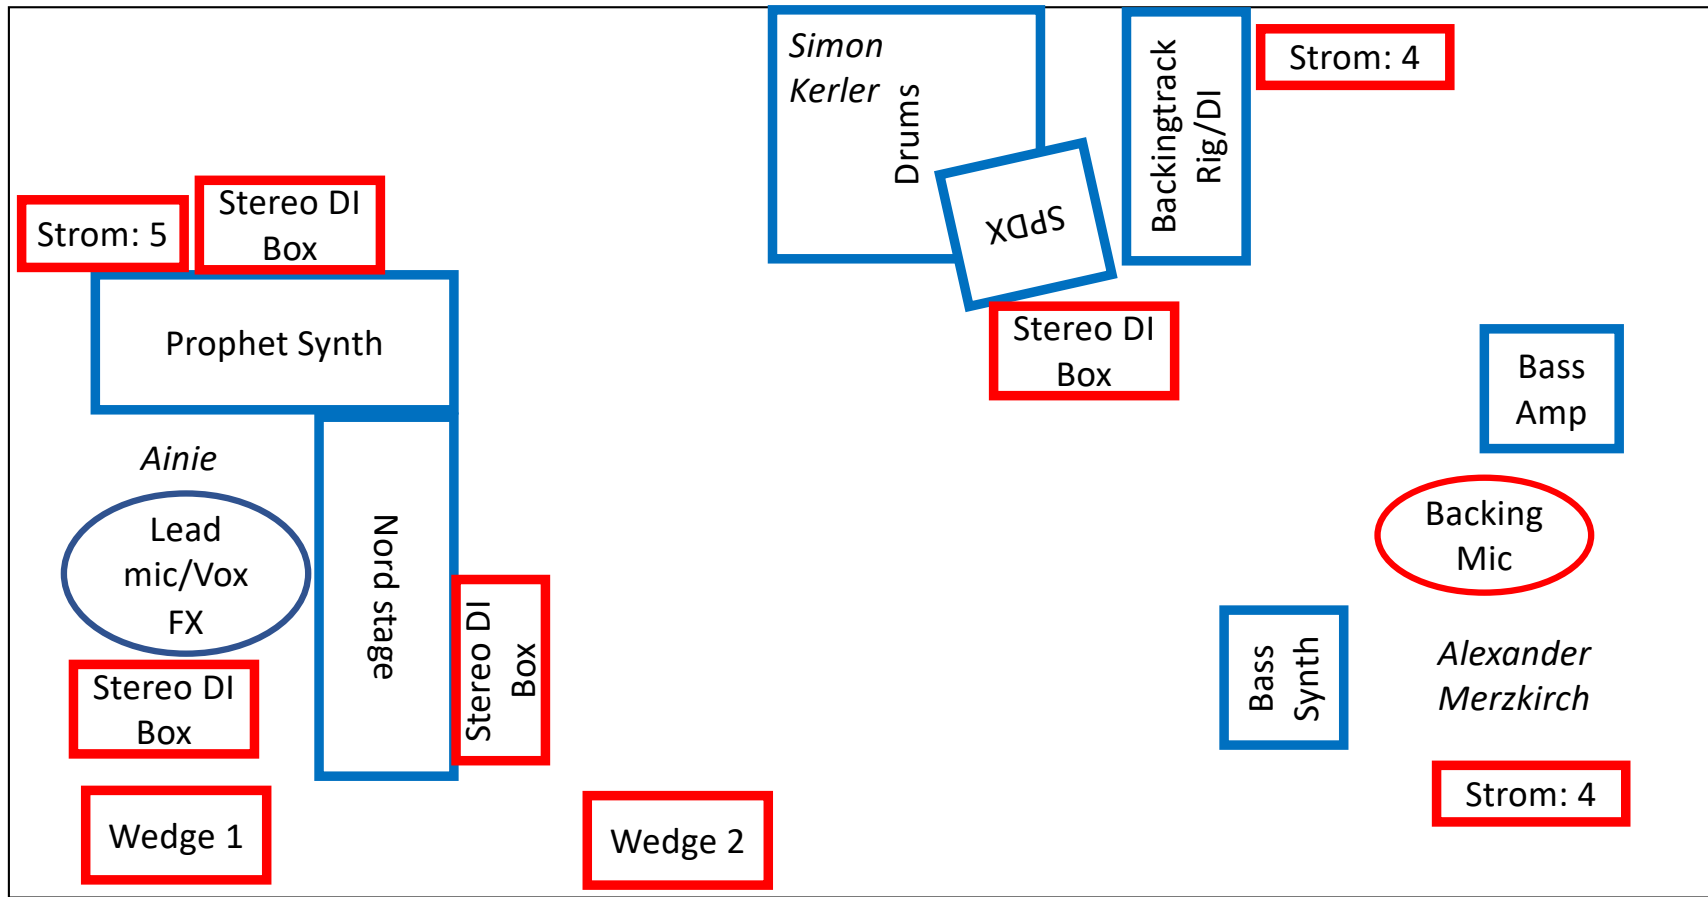 Simon
Kerler
Drums
SPDX
Backingtrack
Rig/DI
Strom: 4
Strom: 5
Stereo DI
Box
Prophet Synth
Stereo DI
Box
Bass
Amp
Ainie
Lead
mic/Vox
FX
Nord stage
Stereo DI
Box
Stereo DI
Box
Backing
Mic
Bass
Synth
Alexander
Merzkirch
Strom: 4
Wedge 1
Wedge 2